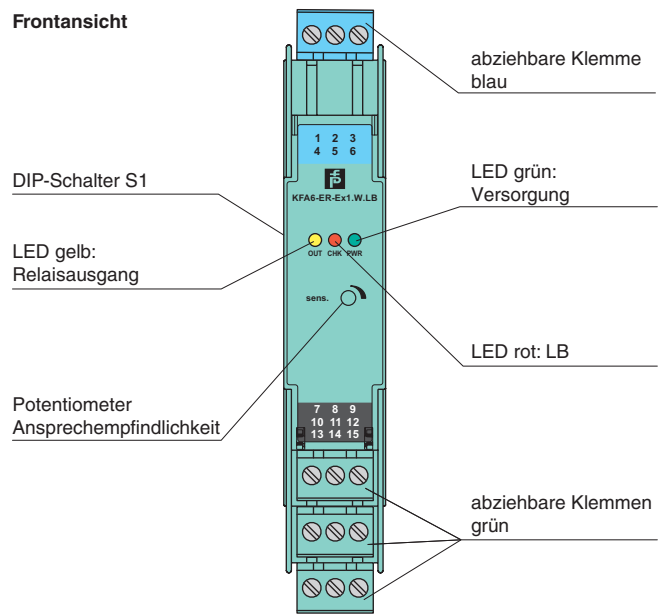 Frontansicht
abziehbare Klemme
blau
1 2 3
4 5 6
KFA6-ER-Ex1.W.LB
DIP-Schalter S1
LED grün:
Versorgung
LED gelb:
Relaisausgang
OUT CHK PWR
sens.
LED rot: LB
Potentiometer
Ansprechempfindlichkeit
7 8 9
10 11 12
13 14 15
abziehbare Klemmen
grün